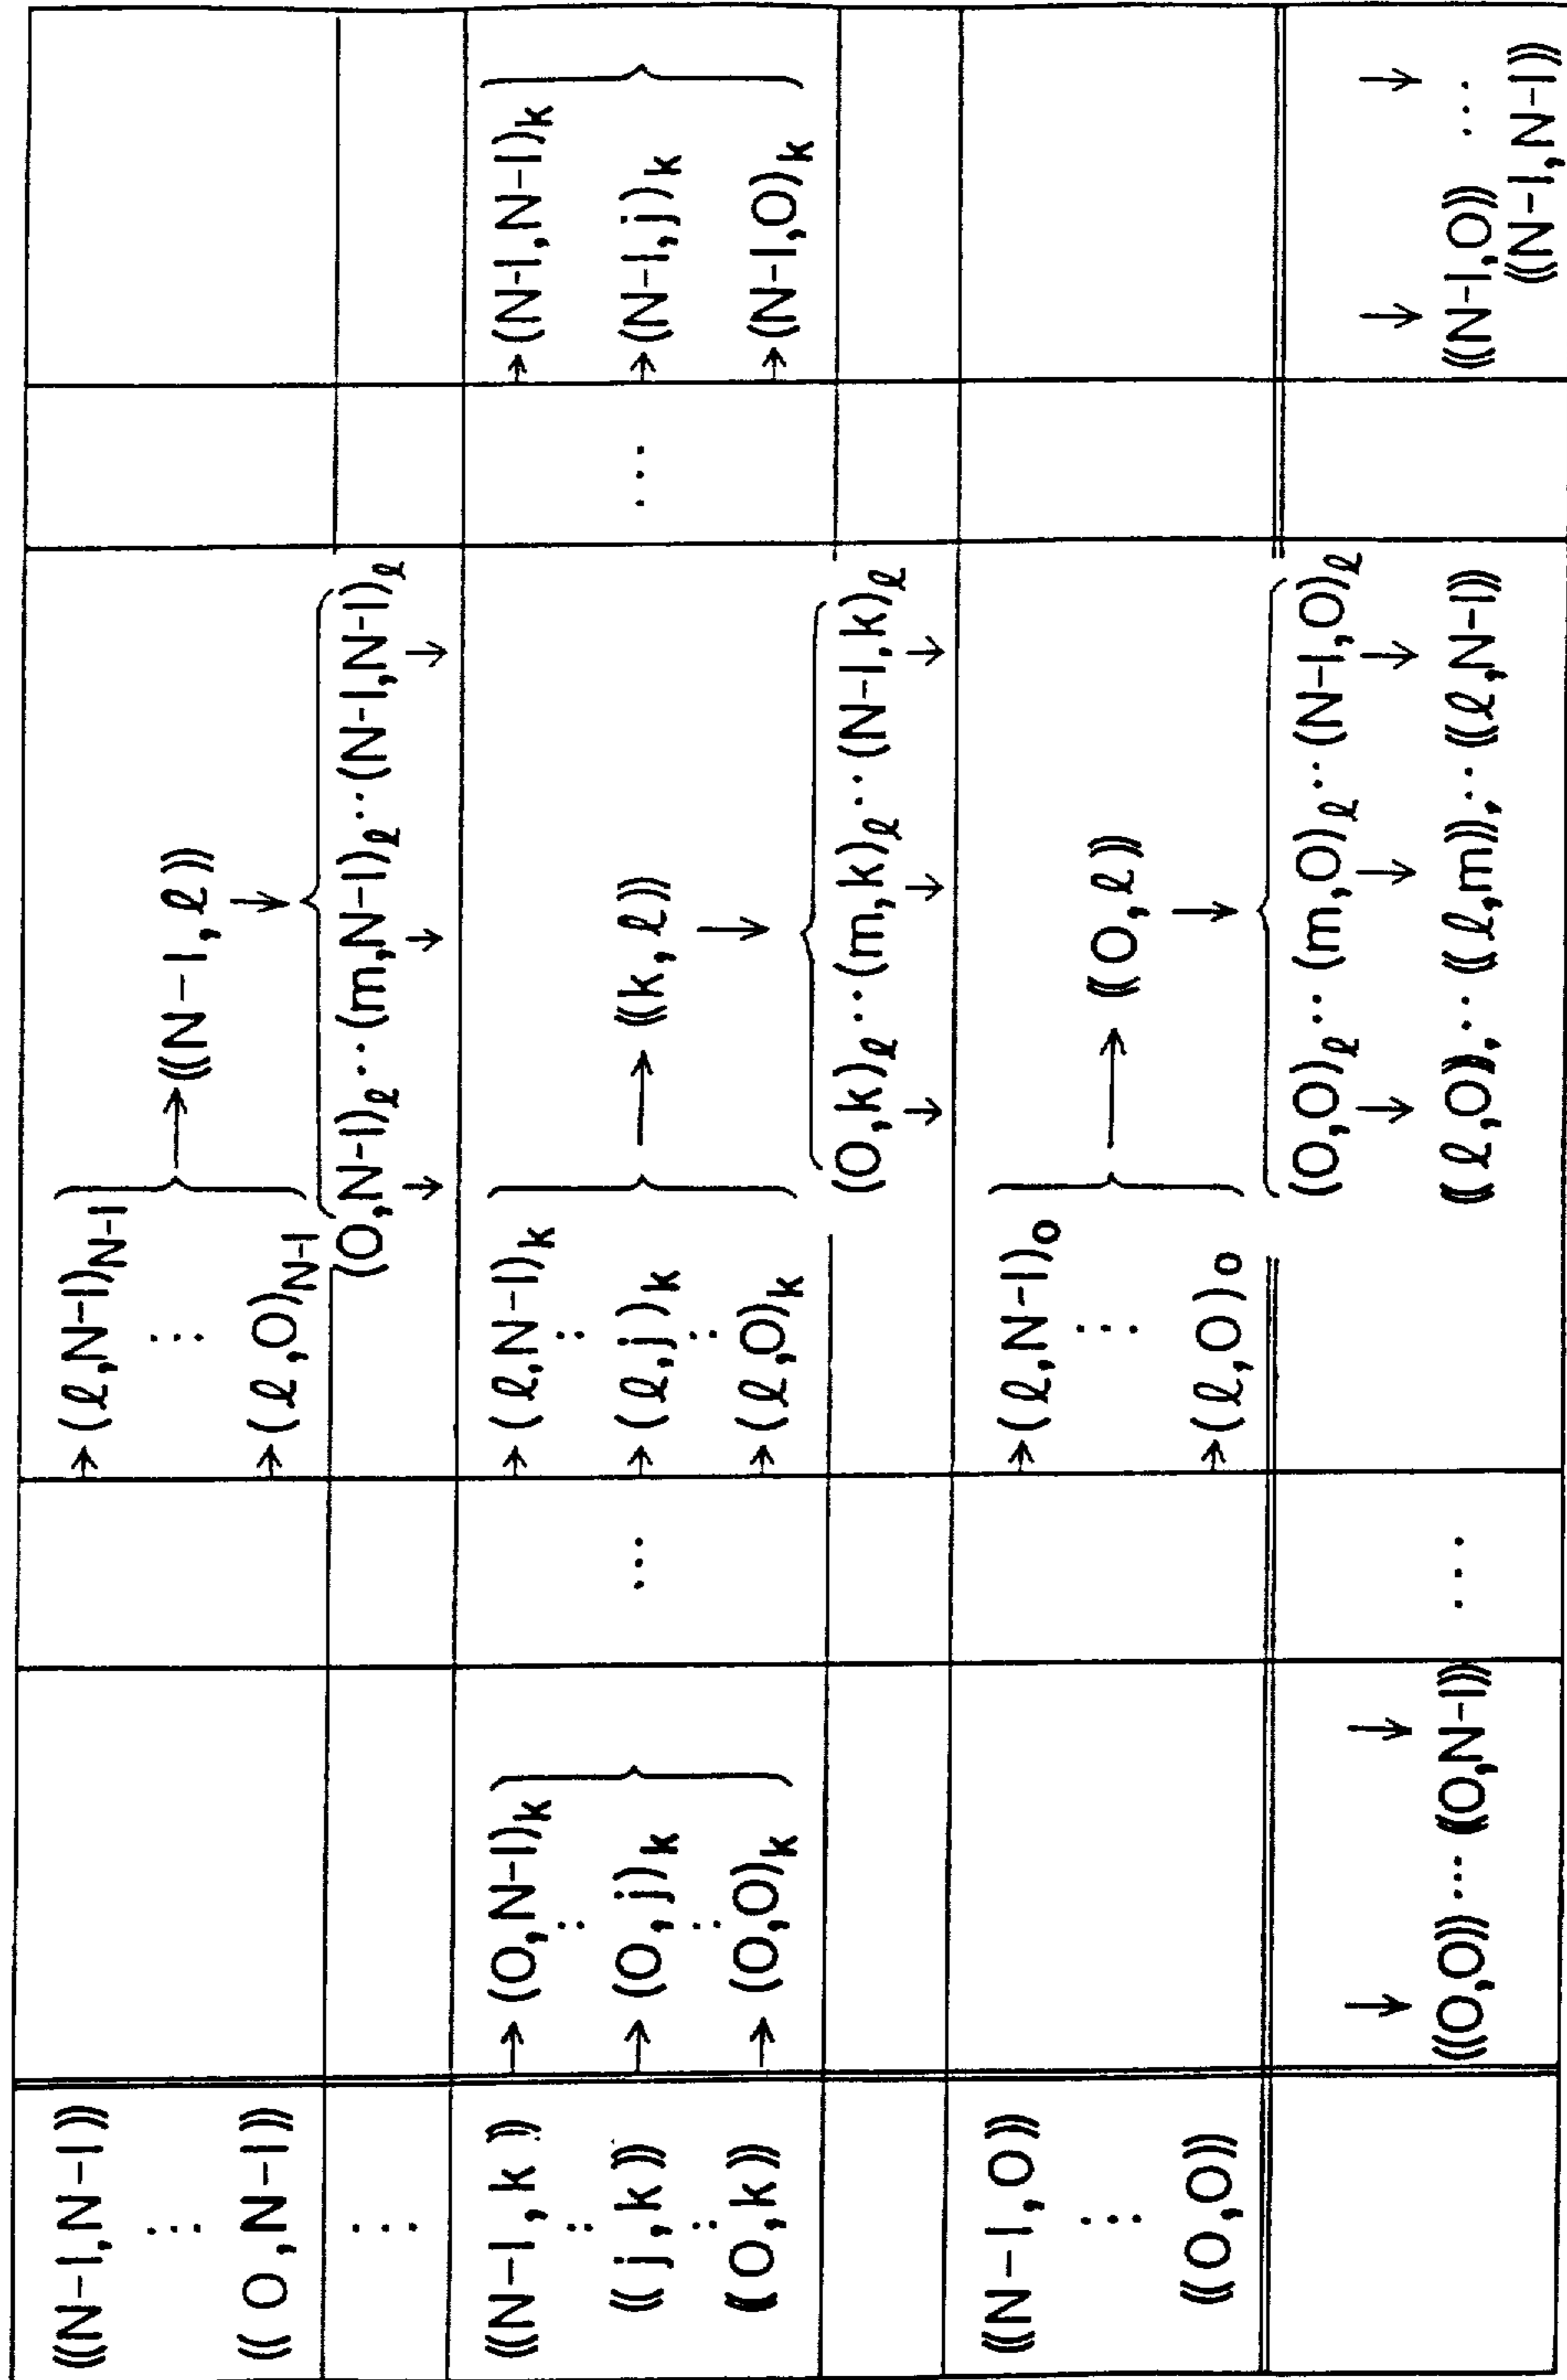 ((N-1,N-1)) → (ℓ,N-1)N-1
⋮ ⋮ → ((N-1,ℓ))
((0,N-1)) → (ℓ,0)N-1
(0,N-1)ℓ ·· (m,N-1)ℓ ·· (N-1,N-1)ℓ
⋮
((N-1,k)) → (0,N-1)k → (ℓ,N-1)k → (N-1,N-1)k
((j,k)) → (0,j)k ··· → (ℓ,j)k → ((k,ℓ)) ··· → (N-1,j)k
((0,k)) → (0,0)k → (ℓ,0)k → (N-1,0)k
(0,k)ℓ ·· (m,k)ℓ ·· (N-1,k)ℓ
((N-1,0)) → (ℓ,N-1)0
⋮ ⋮ → ((0,ℓ))
((0,0)) → (ℓ,0)0
(0,0)ℓ ·· (m,0)ℓ ·· (N-1,0)ℓ
((0,0)) ··· ((0,N-1)) ··· ((ℓ,0)),·· ((ℓ,m)),·· ((ℓ,N-1)) ((N-1,0)) ···
((N-1,N-1))